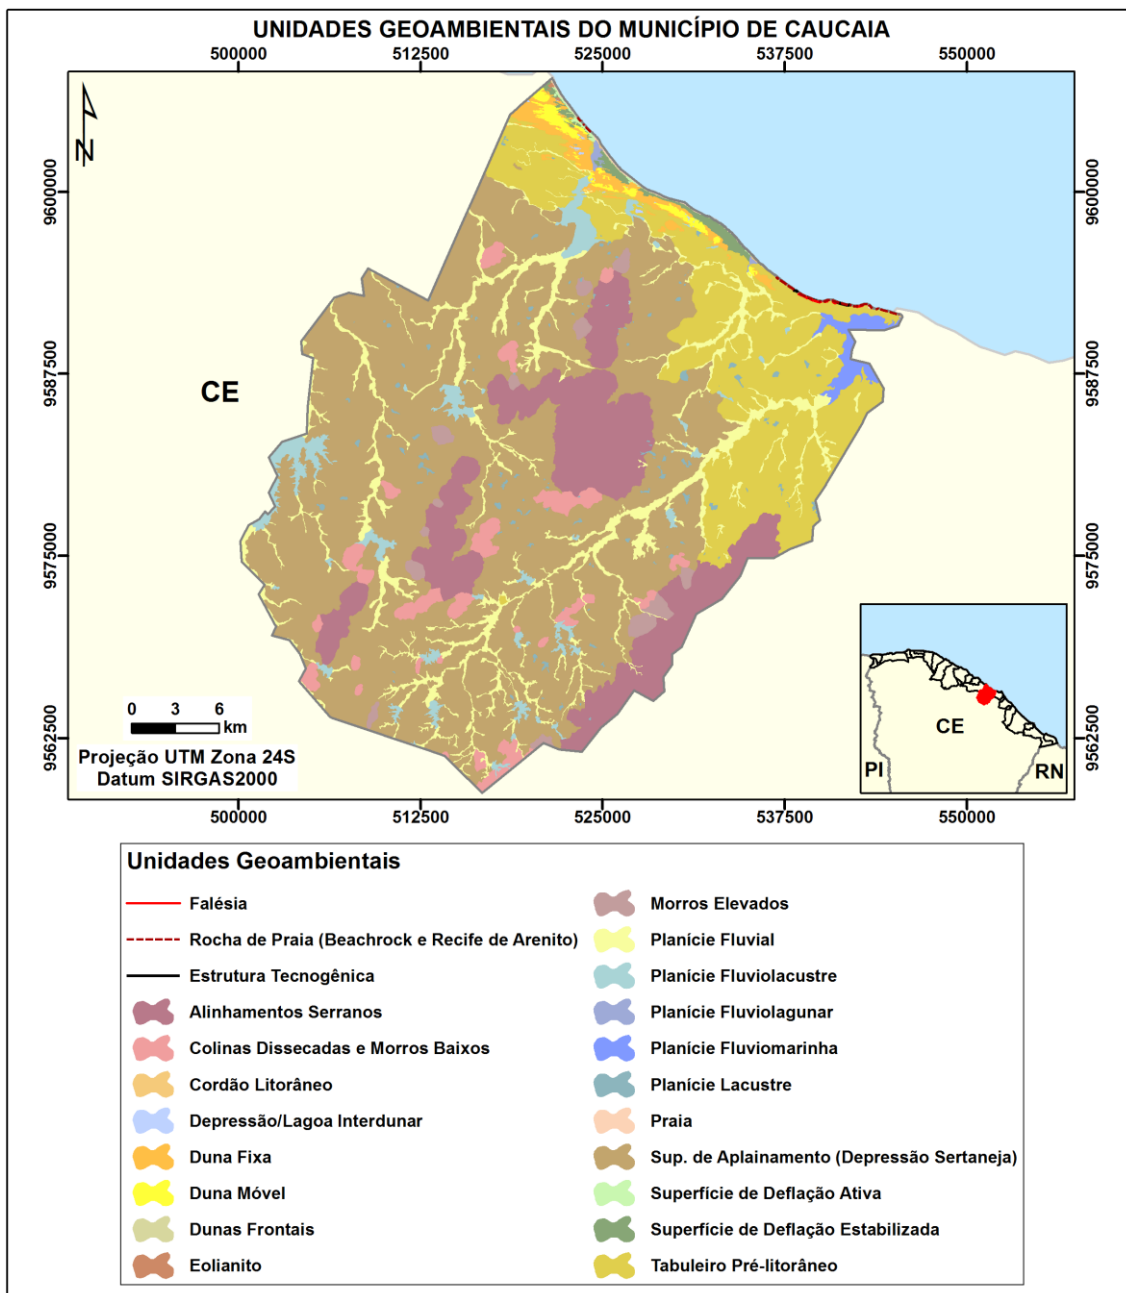 UNIDADES GEOAMBIENTAIS DO MUNICÍPIO DE CAUCAIA
500000 512500 525000 537500 550000
N
9600000 9600000
9587500 9587500
CE
9575000 9575000
9562500 9562500
0 3 6 km
Projeção UTM Zona 24S
Datum SIRGAS2000
CE
PI RN
500000 512500 525000 537500 550000
Unidades Geoambientais
Falésia
Rocha de Praia (Beachrock e Recife de Arenito)
Estrutura Tecnogênica
Alinhamentos Serranos
Colinas Dissecadas e Morros Baixos
Cordão Litorâneo
Depressão/Lagoa Interdunar
Duna Fixa
Duna Móvel
Dunas Frontais
Eolianito
Morros Elevados
Planície Fluvial
Planície Fluviolacustre
Planície Fluviolagunar
Planície Fluviomarinha
Planície Lacustre
Praia
Sup. de Aplainamento (Depressão Sertaneja)
Superfície de Deflação Ativa
Superfície de Deflação Estabilizada
Tabuleiro Pré-litorâneo